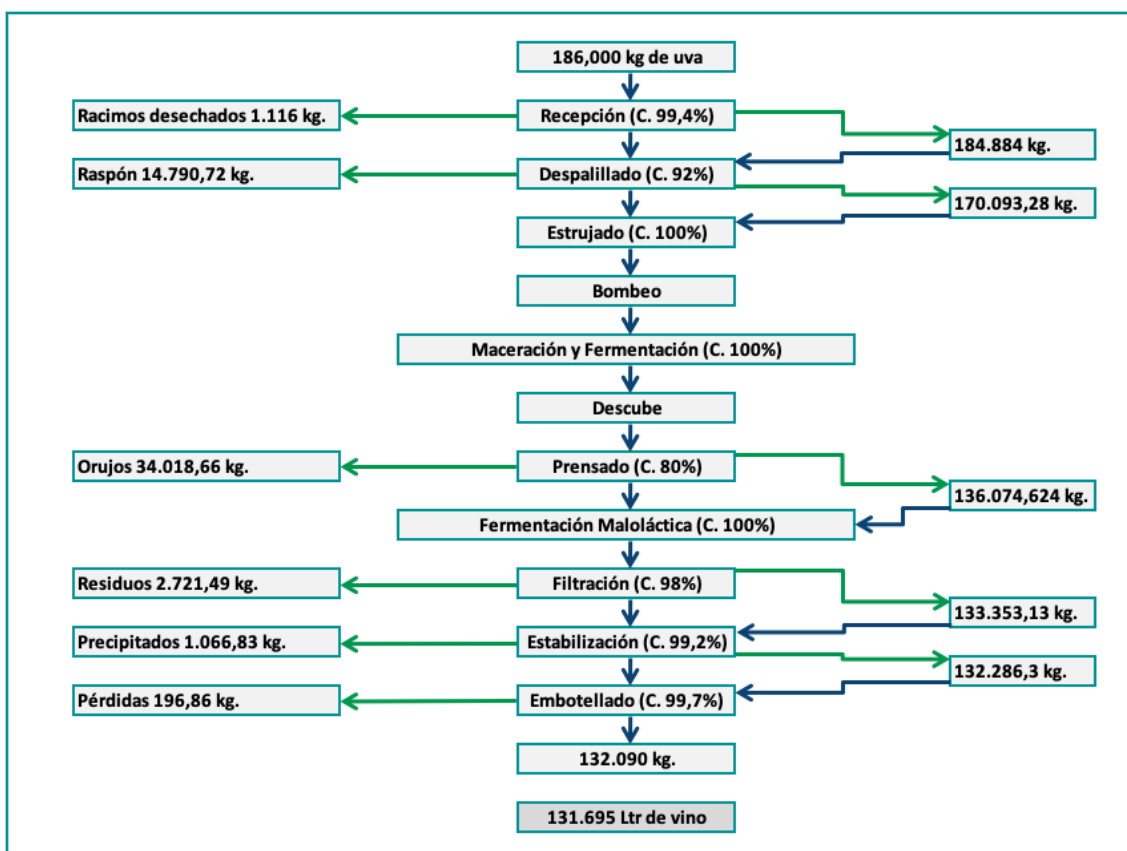 186,000 kg de uva
Racimos desechados 1.116 kg.
Recepción (C. 99,4%)
184.884 kg.
Raspón 14.790,72 kg.
Despalillado (C. 92%)
170.093,28 kg.
Estrujado (C. 100%)
Bombeo
Maceración y Fermentación (C. 100%)
Descube
Orujos 34.018,66 kg.
Prensado (C. 80%)
136.074,624 kg.
Fermentación Maloláctica (C. 100%)
Residuos 2.721,49 kg.
Filtración (C. 98%)
133.353,13 kg.
Precipitados 1.066,83 kg.
Estabilización (C. 99,2%)
132.286,3 kg.
Pérdidas 196,86 kg.
Embotellado (C. 99,7%)
132.090 kg.
131.695 Ltr de vino